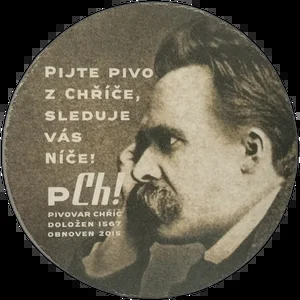 PIJTE PIVO
Z CHŘÍČE,
SLEDUJE
VÁS
NÍČE!
PCh!
PIVOVAR CHŘÍČ
DOLOŽEN 1567
OBNOVEN 2015